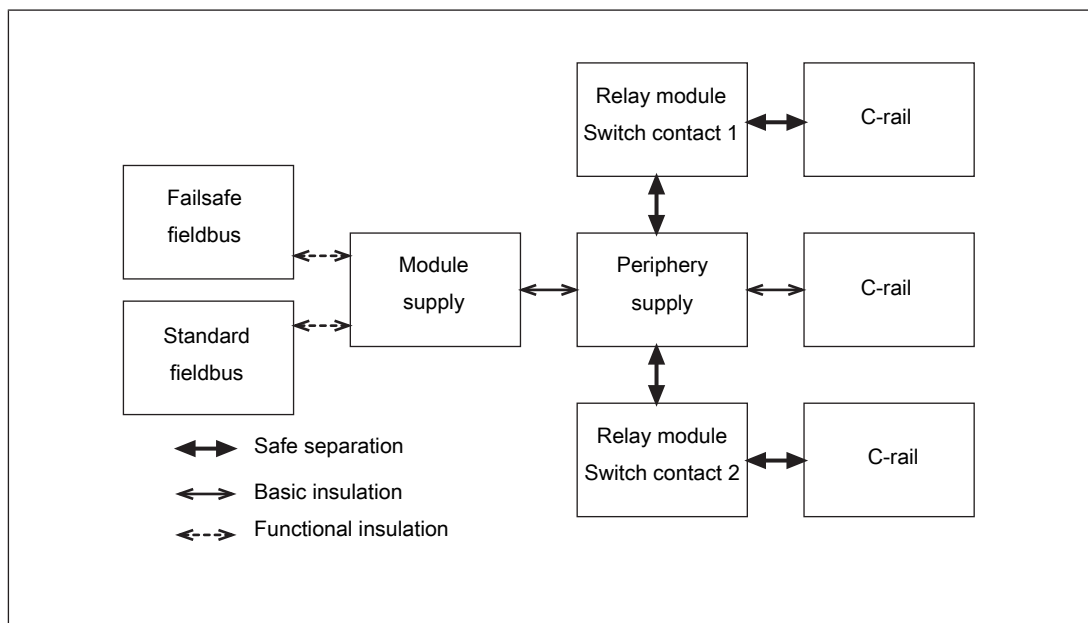 Relay module
Switch contact 1
C-rail
Failsafe
fieldbus
Module
supply
Periphery
supply
C-rail
Standard
fieldbus
Relay module
Switch contact 2
C-rail
Safe separation
Basic insulation
Functional insulation